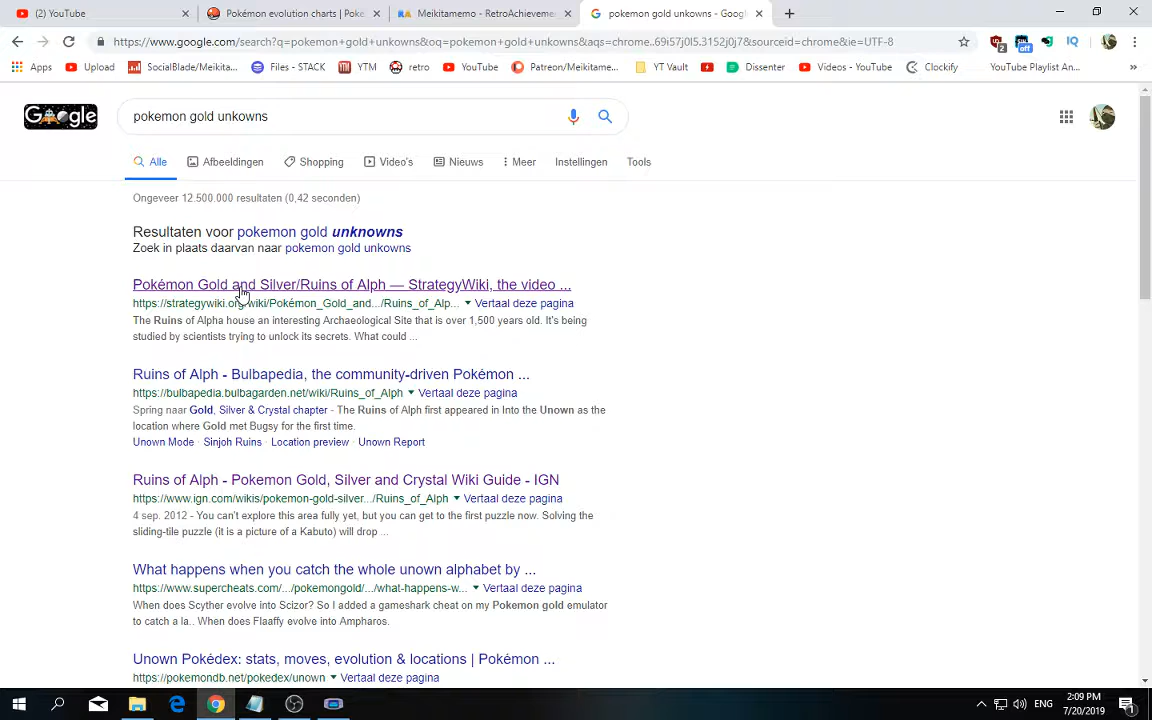 (2) YouTube
Pokémon evolution charts | Poké
Meikitamemo - RetroAchieveme
pokemon gold unkowns - Googl
https://www.google.com/search?q=pokemon+gold+unkowns&oq=pokemon+gold+unkowns&aqs=chrome..69i57j0l5.3152j0j7&sourceid=chrome&ie=UTF-8
Apps
Upload
SocialBlade/Meikita...
Files - STACK
YTM
retro
YouTube
Patreon/Meikitame...
YT Vault
Dissenter
Videos - YouTube
Clockify
YouTube Playlist An...
Google
pokemon gold unkowns
Alle
Afbeeldingen
Shopping
Video's
Nieuws
Meer
Instellingen
Tools
Ongeveer 12.500.000 resultaten (0,42 seconden)
Resultaten voor pokemon gold unknowns
Zoek in plaats daarvan naar pokemon gold unkowns
Pokémon Gold and Silver/Ruins of Alph — StrategyWiki, the video ...
https://strategywiki.org/wiki/Pokémon_Gold_and.../Ruins_of_Alp... Vertaal deze pagina
The Ruins of Alpha house an interesting Archaeological Site that is over 1,500 years old. It's being
studied by scientists trying to unlock its secrets. What could ...
Ruins of Alph - Bulbapedia, the community-driven Pokémon ...
https://bulbapedia.bulbagarden.net/wiki/Ruins_of_Alph Vertaal deze pagina
Spring naar Gold, Silver & Crystal chapter - The Ruins of Alph first appeared in Into the Unown as the
location where Gold met Bugsy for the first time.
Unown Mode · Sinjoh Ruins · Location preview · Unown Report
Ruins of Alph - Pokemon Gold, Silver and Crystal Wiki Guide - IGN
https://www.ign.com/wikis/pokemon-gold-silver.../Ruins_of_Alph Vertaal deze pagina
4 sep. 2012 - You can't explore this area fully yet, but you can get to the first puzzle now. Solving the
sliding-tile puzzle (it is a picture of a Kabuto) will drop ...
What happens when you catch the whole unown alphabet by ...
https://www.supercheats.com/.../pokemongold/.../what-happens-w... Vertaal deze pagina
When does Scyther evolve into Scizor? So I added a gameshark cheat on my Pokemon gold emulator
to catch a la.. When does Flaaffy evolve into Ampharos.
Unown Pokédex: stats, moves, evolution & locations | Pokémon ...
https://pokemondb.net/pokedex/unown Vertaal deze pagina
ENG
2:09 PM
7/20/2019